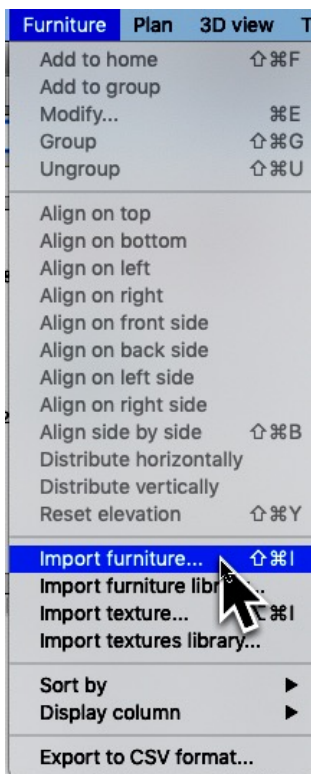 Furniture Plan 3D view
Add to home ⇧⌘F
Add to group
Modify... ⌘E
Group ⇧⌘G
Ungroup ⇧⌘U
Align on top
Align on bottom
Align on left
Align on right
Align on front side
Align on back side
Align on left side
Align on right side
Align side by side ⇧⌘B
Distribute horizontally
Distribute vertically
Reset elevation ⇧⌘Y
Import furniture... ⇧⌘I
Import furniture
Import texture... ⌘I
Import textures library...
Sort by ▶
Display column ▶
Export to CSV format...